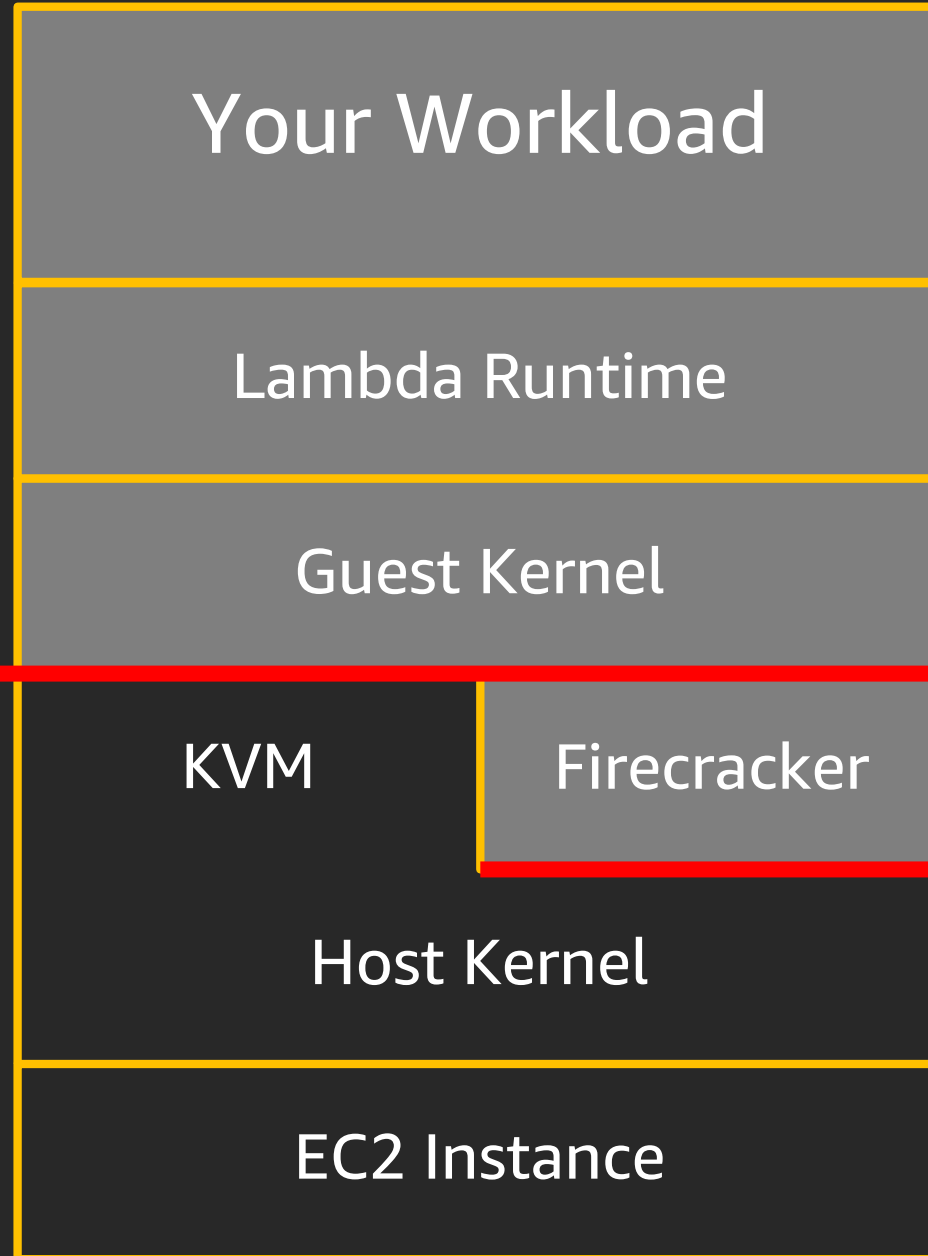 Your Workload
Lambda Runtime
Guest Kernel
KVM
Firecracker
Host Kernel
EC2 Instance